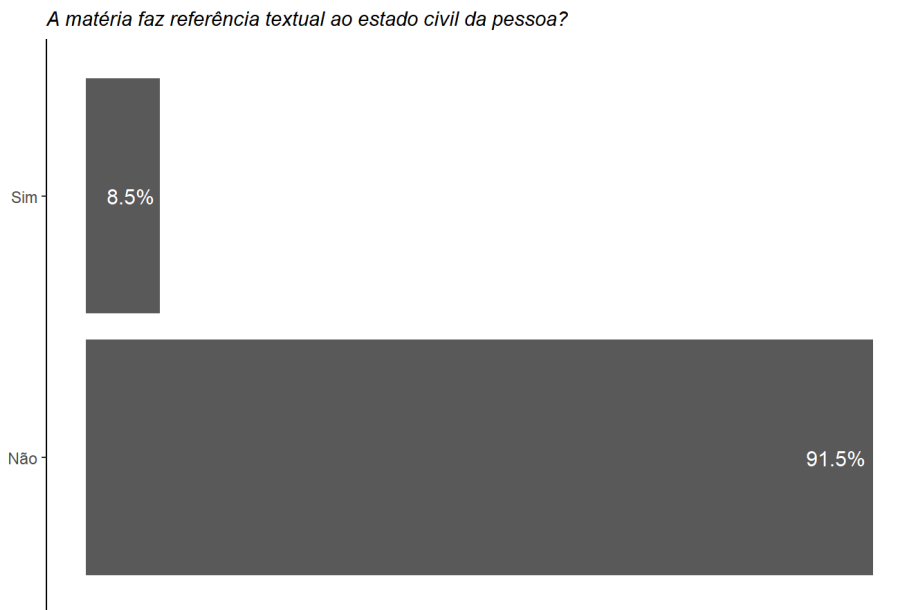 A matéria faz referência textual ao estado civil da pessoa?
Sim
8.5%
Não
91.5%